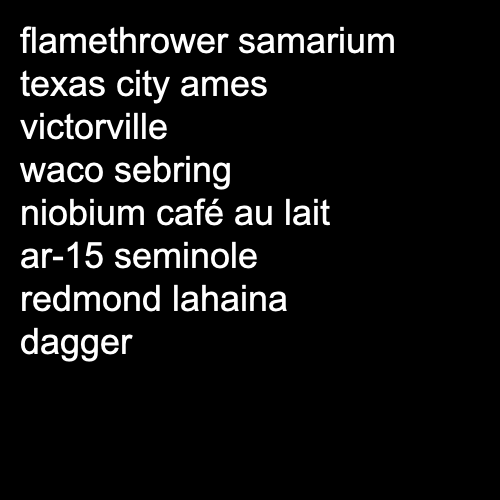 flamethrower samarium
texas city ames
victorville
waco sebring
niobium café au lait
ar-15 seminole
redmond lahaina
dagger